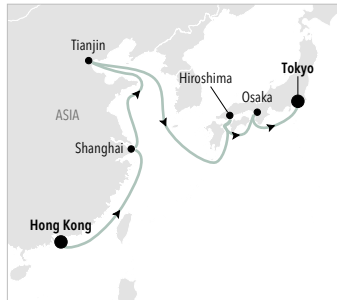 Tianjin
Tokyo
Hiroshima
Osaka
ASIA
Shanghai
Hong Kong